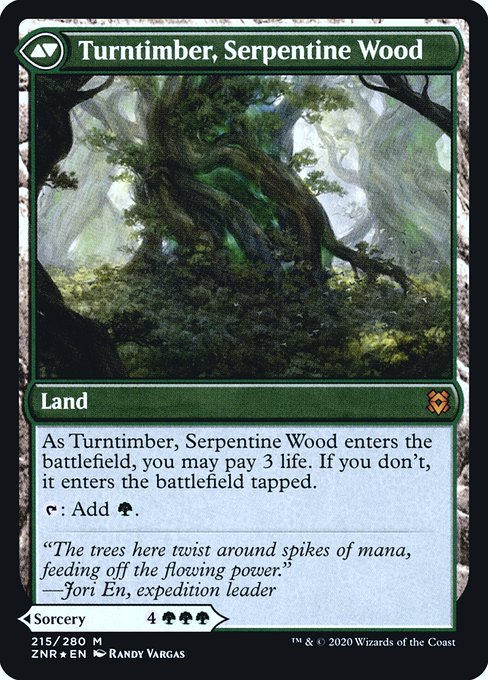 Turntimber, Serpentine Wood
Land
As Turntimber, Serpentine Wood enters the
battlefield, you may pay 3 life. If you don't,
it enters the battlefield tapped.
: Add .
“The trees here twist around spikes of mana,
feeding off the flowing power.”
—Jori En, expedition leader
Sorcery 4
215/280 M
ZNR★EN Randy Vargas
™ & © 2020 Wizards of the Coast